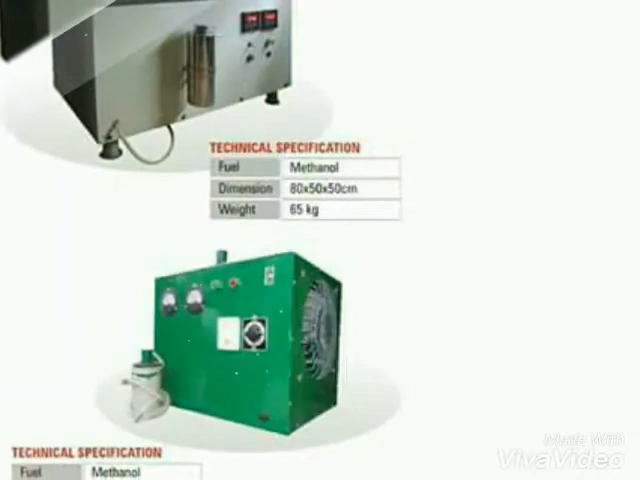 TECHNICAL SPECIFICATION
Fuel Methanol
Dimension 80x50x50cm
Weight 65 kg
TECHNICAL SPECIFICATION
Fuel Methanol
Made With
VivaVideo